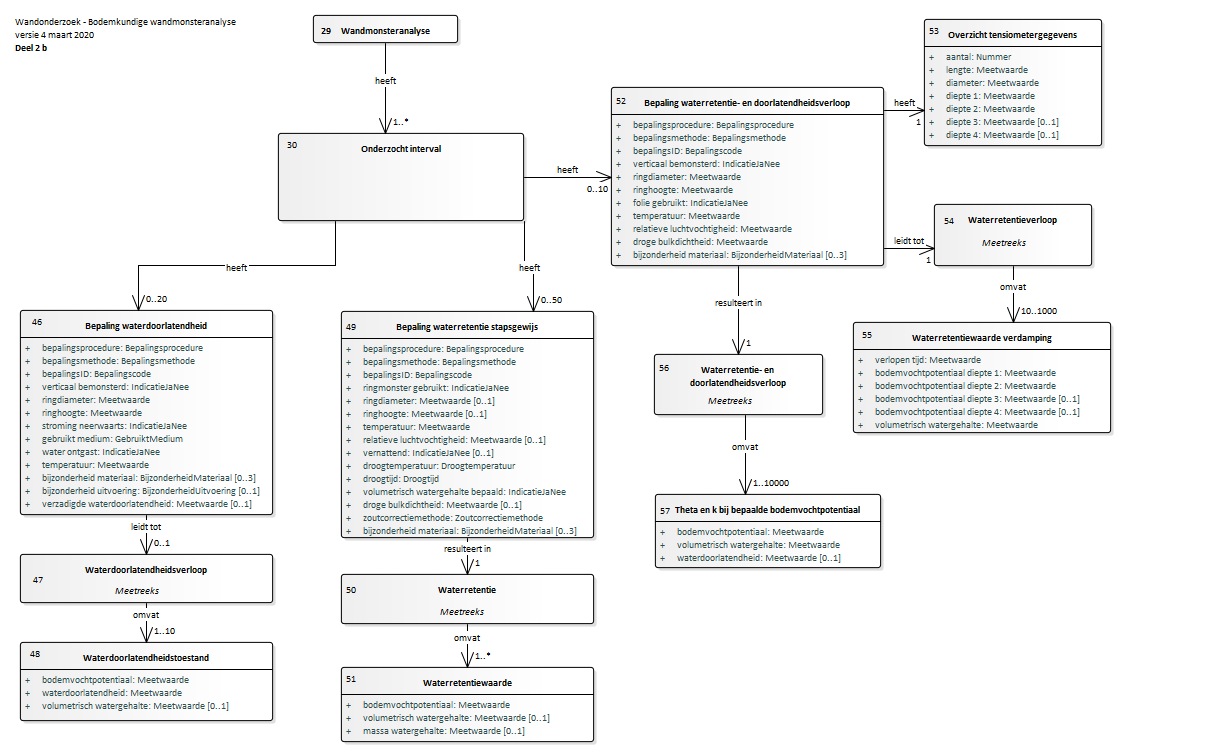 Wandonderzoek - Bodemkundige wandmonsteranalyse
versie 4 maart 2020
Deel 2 b
29 Wandmonsteranalyse
heeft
1..*
30 Onderzocht interval
heeft
0..10
heeft
0..20
heeft
0..50
46 Bepaling waterdoorlatendheid
+ bepalingsprocedure: Bepalingsprocedure
+ bepalingsmethode: Bepalingsmethode
+ bepalingsID: Bepalingscode
+ verticaal bemonsterd: IndicatieJaNee
+ ringdiameter: Meetwaarde
+ ringhoogte: Meetwaarde
+ stroming neerwaarts: IndicatieJaNee
+ gebruikt medium: GebruiktMedium
+ water ontgast: IndicatieJaNee
+ temperatuur: Meetwaarde
+ bijzonderheid materiaal: BijzonderheidMateriaal [0..3]
+ bijzonderheid uitvoering: BijzonderheidUitvoering [0..1]
+ verzadigde waterdoorlatendheid: Meetwaarde [0..1]
leidt tot
0..1
47 Waterdoorlatendheidsverloop
Meetreeks
omvat
1..10
48 Waterdoorlatendheidstoestand
+ bodemvochtpotentiaal: Meetwaarde
+ waterdoorlatendheid: Meetwaarde
+ volumetrisch watergehalte: Meetwaarde [0..1]
49 Bepaling waterretentie stapsgewijs
+ bepalingsprocedure: Bepalingsprocedure
+ bepalingsmethode: Bepalingsmethode
+ bepalingsID: Bepalingscode
+ ringmonster gebruikt: IndicatieJaNee
+ ringdiameter: Meetwaarde [0..1]
+ ringhoogte: Meetwaarde [0..1]
+ temperatuur: Meetwaarde
+ relatieve luchtvochtigheid: Meetwaarde [0..1]
+ vernattend: IndicatieJaNee [0..1]
+ droogtemperatuur: Droogtemperatuur
+ droogtijd: Droogtijd
+ volumetrisch watergehalte bepaald: IndicatieJaNee
+ droge bulkdichtheid: Meetwaarde [0..1]
+ zoutcorrectiemethode: Zoutcorrectiemethode
+ bijzonderheid materiaal: BijzonderheidMateriaal [0..3]
resulteert in
1
50 Waterretentie
Meetreeks
omvat
1..*
51 Waterretentiewaarde
+ bodemvochtpotentiaal: Meetwaarde
+ volumetrisch watergehalte: Meetwaarde [0..1]
+ massa watergehalte: Meetwaarde [0..1]
52 Bepaling waterretentie- en doorlatendheidsverloop
+ bepalingsprocedure: Bepalingsprocedure
+ bepalingsmethode: Bepalingsmethode
+ bepalingsID: Bepalingscode
+ verticaal bemonsterd: IndicatieJaNee
+ ringdiameter: Meetwaarde
+ ringhoogte: Meetwaarde
+ folie gebruikt: IndicatieJaNee
+ temperatuur: Meetwaarde
+ relatieve luchtvochtigheid: Meetwaarde
+ droge bulkdichtheid: Meetwaarde
+ bijzonderheid materiaal: BijzonderheidMateriaal [0..3]
heeft
1
53 Overzicht tensiometergegevens
+ aantal: Nummer
+ lengte: Meetwaarde
+ diameter: Meetwaarde
+ diepte 1: Meetwaarde
+ diepte 2: Meetwaarde
+ diepte 3: Meetwaarde [0..1]
+ diepte 4: Meetwaarde [0..1]
leidt tot
1
54 Waterretentieverloop
Meetreeks
omvat
10..1000
55 Waterretentiewaarde verdamping
+ verlopen tijd: Meetwaarde
+ bodemvochtpotentiaal diepte 1: Meetwaarde
+ bodemvochtpotentiaal diepte 2: Meetwaarde
+ bodemvochtpotentiaal diepte 3: Meetwaarde [0..1]
+ bodemvochtpotentiaal diepte 4: Meetwaarde [0..1]
+ volumetrisch watergehalte: Meetwaarde
resulteert in
1
56 Waterretentie- en
doorlatendheidsverloop
Meetreeks
omvat
1..10000
57 Theta en k bij bepaalde bodemvochtpotentiaal
+ bodemvochtpotentiaal: Meetwaarde
+ volumetrisch watergehalte: Meetwaarde
+ waterdoorlatendheid: Meetwaarde [0..1]